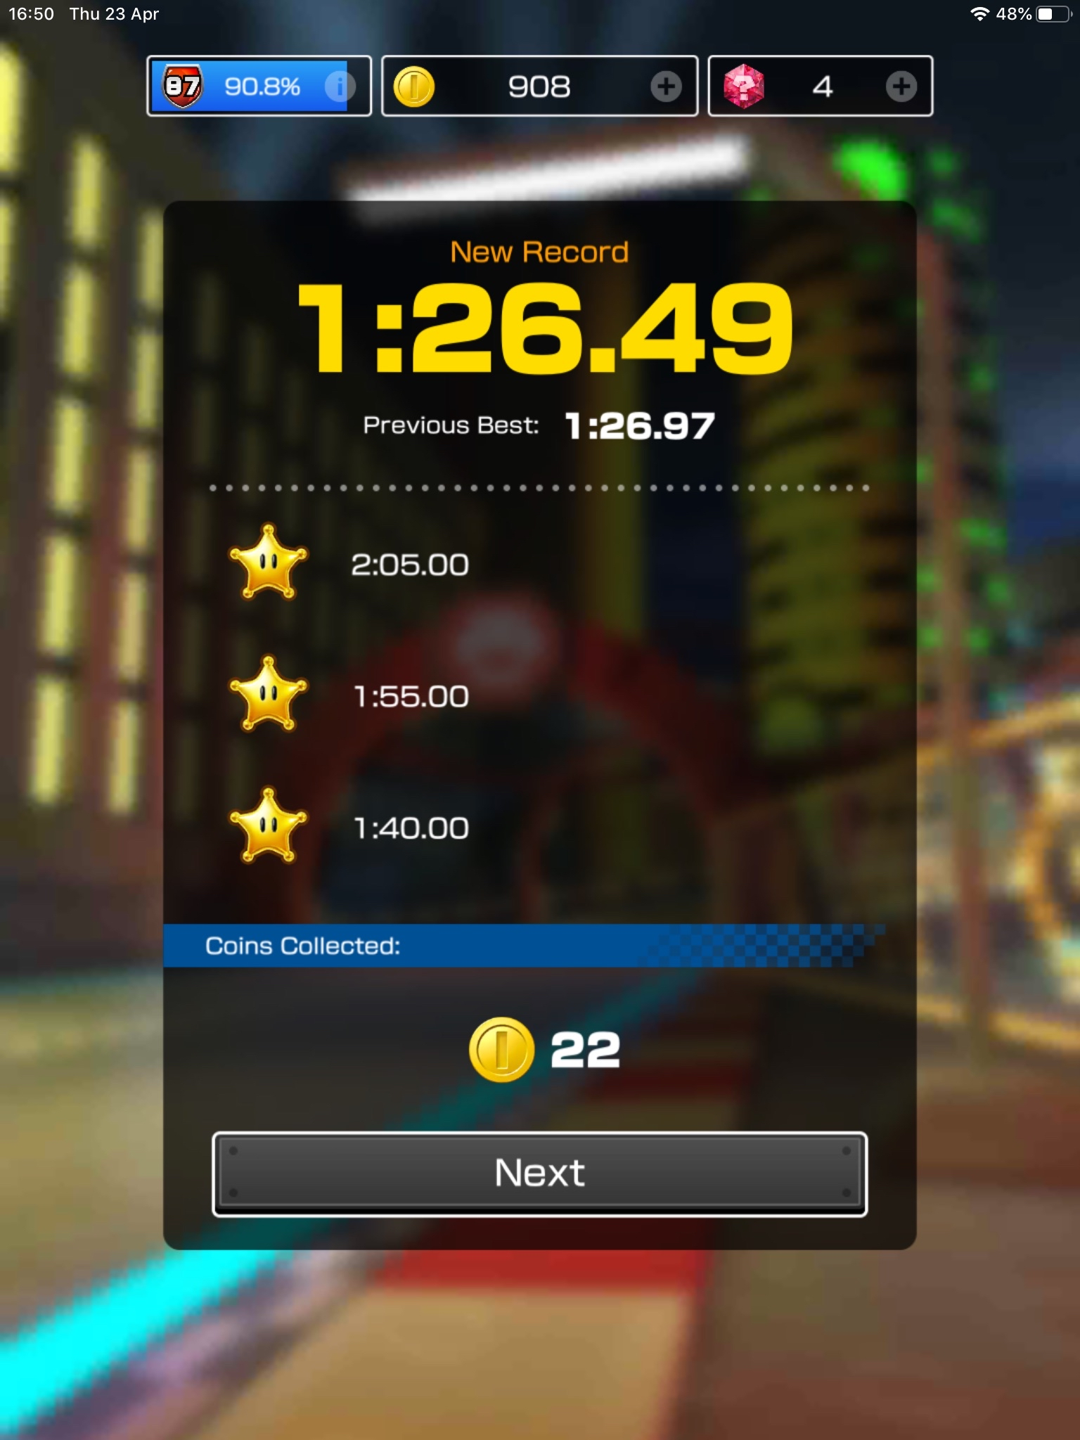 16:50 Thu 23 Apr 48%
87 90.8% i 908 4
New Record
1:26.49
Previous Best: 1:26.97
2:05.00
1:55.00
1:40.00
Coins Collected:
22
Next